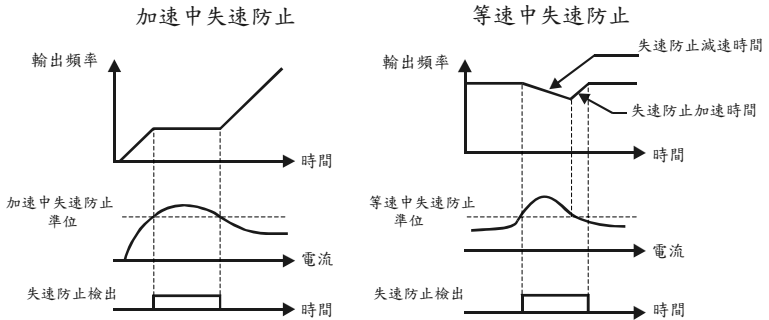 加速中失速防止
輸出頻率
時間
加速中失速防止
準位
電流
失速防止檢出
時間
等速中失速防止
輸出頻率
失速防止減速時間
失速防止加速時間
時間
等速中失速防止
準位
電流
失速防止檢出
時間